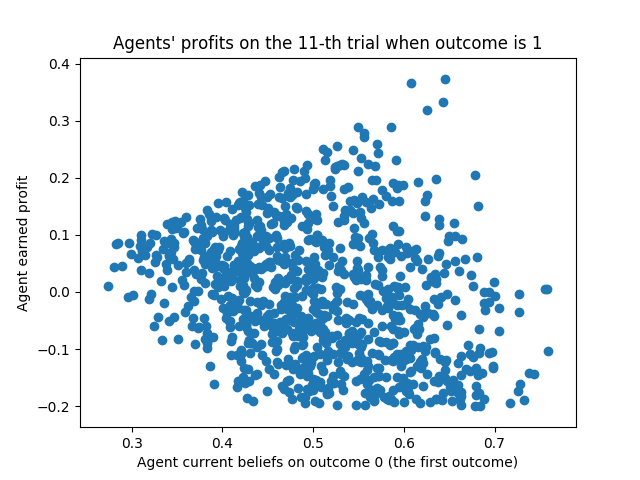 Agents' profits on the 11-th trial when outcome is 1
Agent earned profit
0.4
0.3
0.2
0.1
0.0
−0.1
−0.2
0.3 0.4 0.5 0.6 0.7
Agent current beliefs on outcome 0 (the first outcome)